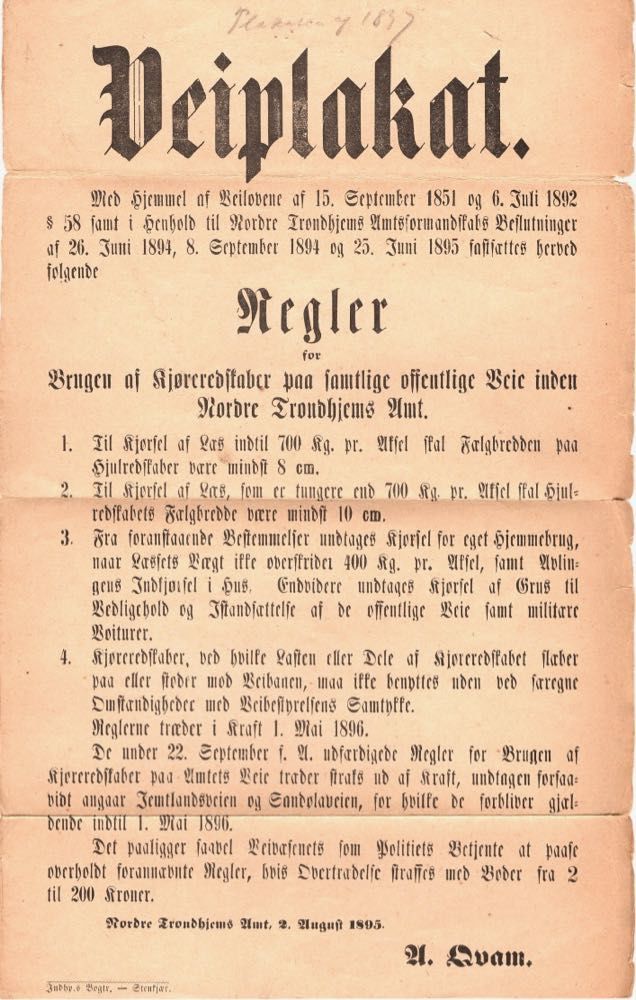 Veiplakat.
Med Hjemmel af Veilovene af 15. September 1851 og 6. Juli 1892
§ 58 samt i Henhold til Nordre Trondhjems Amtsformandskabs Beslutninger
af 26. Juni 1894, 8. September 1894 og 25. Juni 1895 fastsættes herved
følgende
Regler
for
Brugen af Kjøreredskaber paa samtlige offentlige Veie inden
Nordre Trondhjems Amt.
1. Til Kjørsel af Læs indtil 700 Kg. pr. Aksel skal Fælgbredden paa
Hjulredskaber være mindst 8 cm.
2. Til Kjørsel af Læs, som er tungere end 700 Kg. pr. Aksel skal Hjul-
redskabets Fælgbredde være mindst 10 cm.
3. Fra foranstaaende Bestemmelser undtages Kjørsel for eget Hjemmebrug,
naar Læssets Vægt ikke overskrider 400 Kg. pr. Aksel, samt Avlin-
gens Indkjørsel i Hus. Endvidere undtages Kjørsel af Grus til
Vedligehold og Istandsættelse af de offentlige Veie samt militære
Voiturer.
4. Kjøreredskaber, ved hvilke Lasten eller Dele af Kjøreredskabet slæber
paa eller støder mod Veibanen, maa ikke benyttes uden ved særegne
Omstændigheder med Veibestyrelsens Samtykke.
Reglerne træder i Kraft 1. Mai 1896.
De under 22. September f. A. udfærdigede Regler for Brugen af
Kjøreredskaber paa Amtets Veie træder straks ud af Kraft, undtagen forsaa-
vidt angaar Jemtlandsveien og Sandølaveien, for hvilke de forbliver gjæl-
dende indtil 1. Mai 1896.
Det paaligger saavel Veivæsenets som Politiets Betjente at paase
overholdt forannævnte Regler, hvis Overtrædelse straffes med Bøder fra 2
til 200 Kroner.
Nordre Trondhjems Amt, 2. August 1895.
A. Qvam.
Indhp.s Bogtr. — Stenkjær.